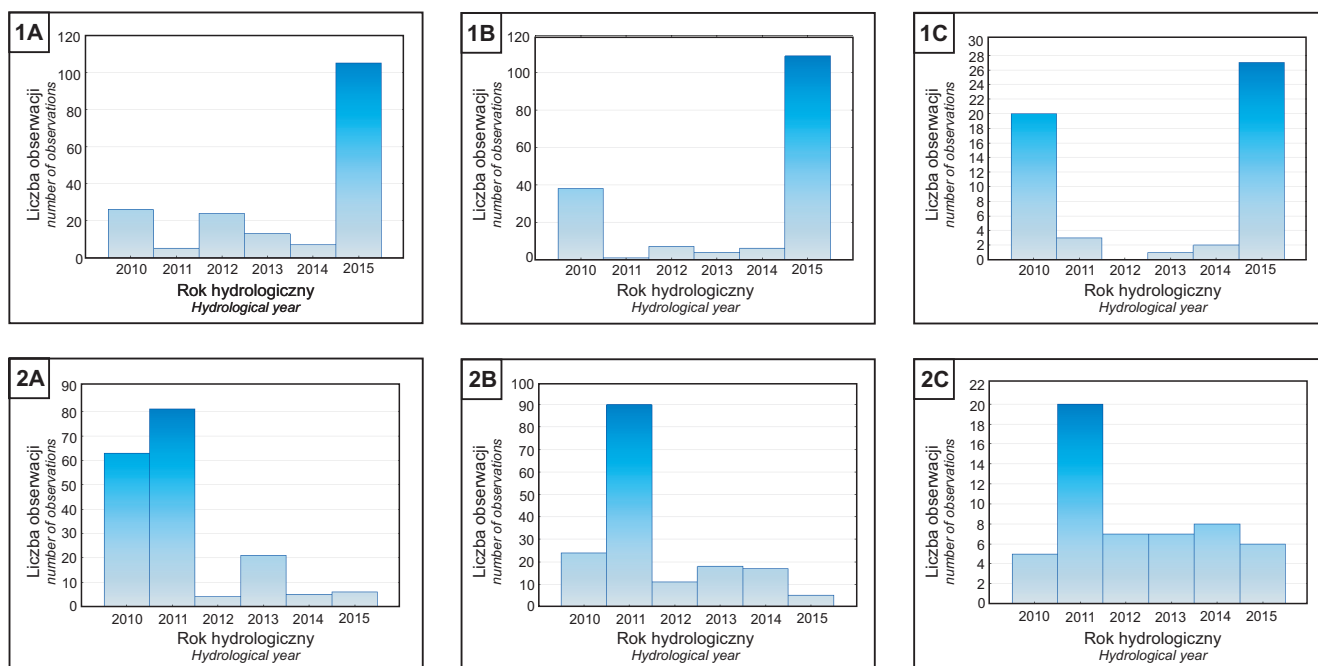 1A
Liczba obserwacji
number of observations
120
100
80
60
40
20
0
2010 2011 2012 2013 2014 2015
Rok hydrologiczny
Hydrological year
1B
Liczba obserwacji
number of observations
120
100
80
60
40
20
0
2010 2011 2012 2013 2014 2015
Rok hydrologiczny
Hydrological year
1C
Liczba obserwacji
number of observations
30
28
26
24
22
20
18
16
14
12
10
8
6
4
2
0
2010 2011 2012 2013 2014 2015
Rok hydrologiczny
Hydrological year
2A
Liczba obserwacji
number of observations
90
80
70
60
50
40
30
20
10
0
2010 2011 2012 2013 2014 2015
Rok hydrologiczny
Hydrological year
2B
Liczba obserwacji
number of observations
100
90
80
70
60
50
40
30
20
10
0
2010 2011 2012 2013 2014 2015
Rok hydrologiczny
Hydrological year
2C
Liczba obserwacji
number of observations
22
20
18
16
14
12
10
8
6
4
2
0
2010 2011 2012 2013 2014 2015
Rok hydrologiczny
Hydrological year